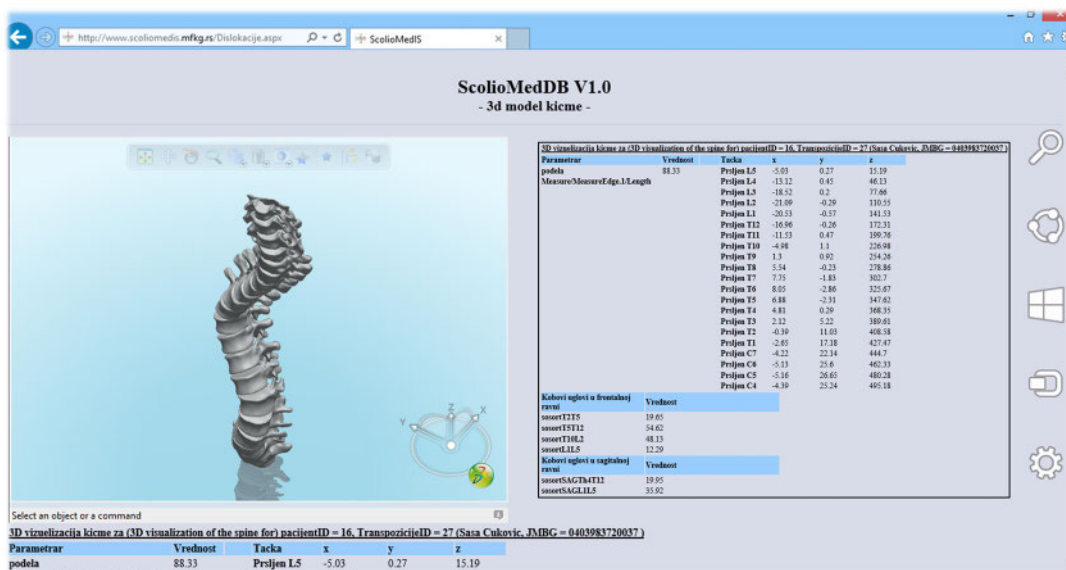 http://www.scoliomedis.mfkg.rs/Dislokacije.aspx
ScolioMedIS
ScolioMedDB V1.0
- 3d model kicme -
3D vizuelizacija kicme za (3D visualization of the spine for) pacijentID = 16, TranspozicijeID = 27 (Sasa Cukovic, JMBG = 0403983720037 )
Parametrar Vrednost Tacka x y z
podela 88.33 Prsljen L5 -5.03 0.27 15.19
Measure/MeasureEdge.1/Length Prsljen L4 -13.12 0.45 46.13
Prsljen L3 -18.52 0.2 77.66
Prsljen L2 -21.09 -0.29 110.55
Prsljen L1 -20.53 -0.57 141.53
Prsljen T12 -16.96 -0.26 172.31
Prsljen T11 -11.53 0.47 199.76
Prsljen T10 -4.98 1.1 226.98
Prsljen T9 1.3 0.92 254.26
Prsljen T8 5.54 -0.23 278.86
Prsljen T7 7.75 -1.83 302.7
Prsljen T6 8.05 -2.86 325.67
Prsljen T5 6.88 -2.31 347.62
Prsljen T4 4.81 0.29 368.35
Prsljen T3 2.12 5.22 389.61
Prsljen T2 -0.39 11.03 408.58
Prsljen T1 -2.65 17.18 427.47
Prsljen C7 -4.22 22.14 444.7
Prsljen C6 -5.13 25.6 462.33
Prsljen C5 -5.16 26.65 480.28
Prsljen C4 -4.39 25.24 495.18
Kobovi uglovi u frontalnoj
ravni Vrednost
sosortT2T5 19.65
sosortT5T12 54.62
sosortT10L2 48.13
sosortL1L5 12.29
Kobovi uglovi u sagitalnoj
ravni Vrednost
sosortSAGTh4T12 19.95
sosortSAGL1L5 35.92
Z
Y
X
Select an object or a command
3D vizuelizacija kicme za (3D visualization of the spine for) pacijentID = 16, TranspozicijeID = 27 (Sasa Cukovic, JMBG = 0403983720037 )
Parametrar Vrednost Tacka x y z
podela 88.33 Prsljen L5 -5.03 0.27 15.19